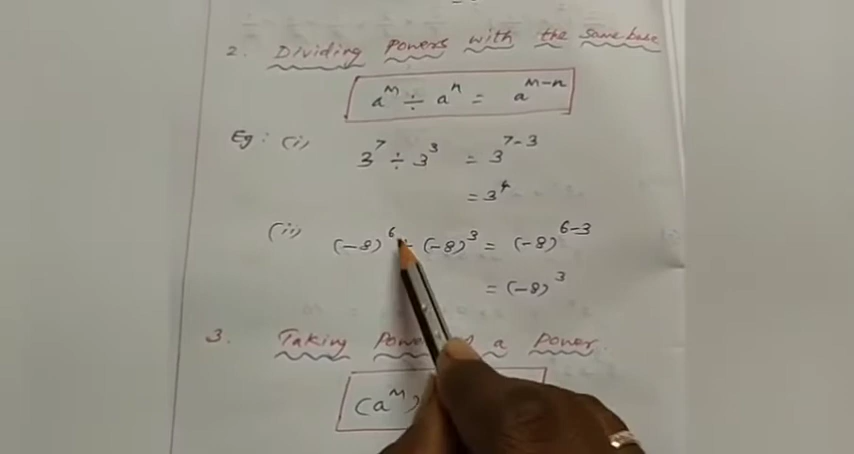 2. Dividing Powers with the same base
a^m ÷ a^n = a^m-n
Eg: (i) 3^7 ÷ 3^3 = 3^7-3
= 3^4
(ii) (-8)^6 ÷ (-8)^3 = (-8)^6-3
= (-8)^3
3. Taking a Power.
(a^m)